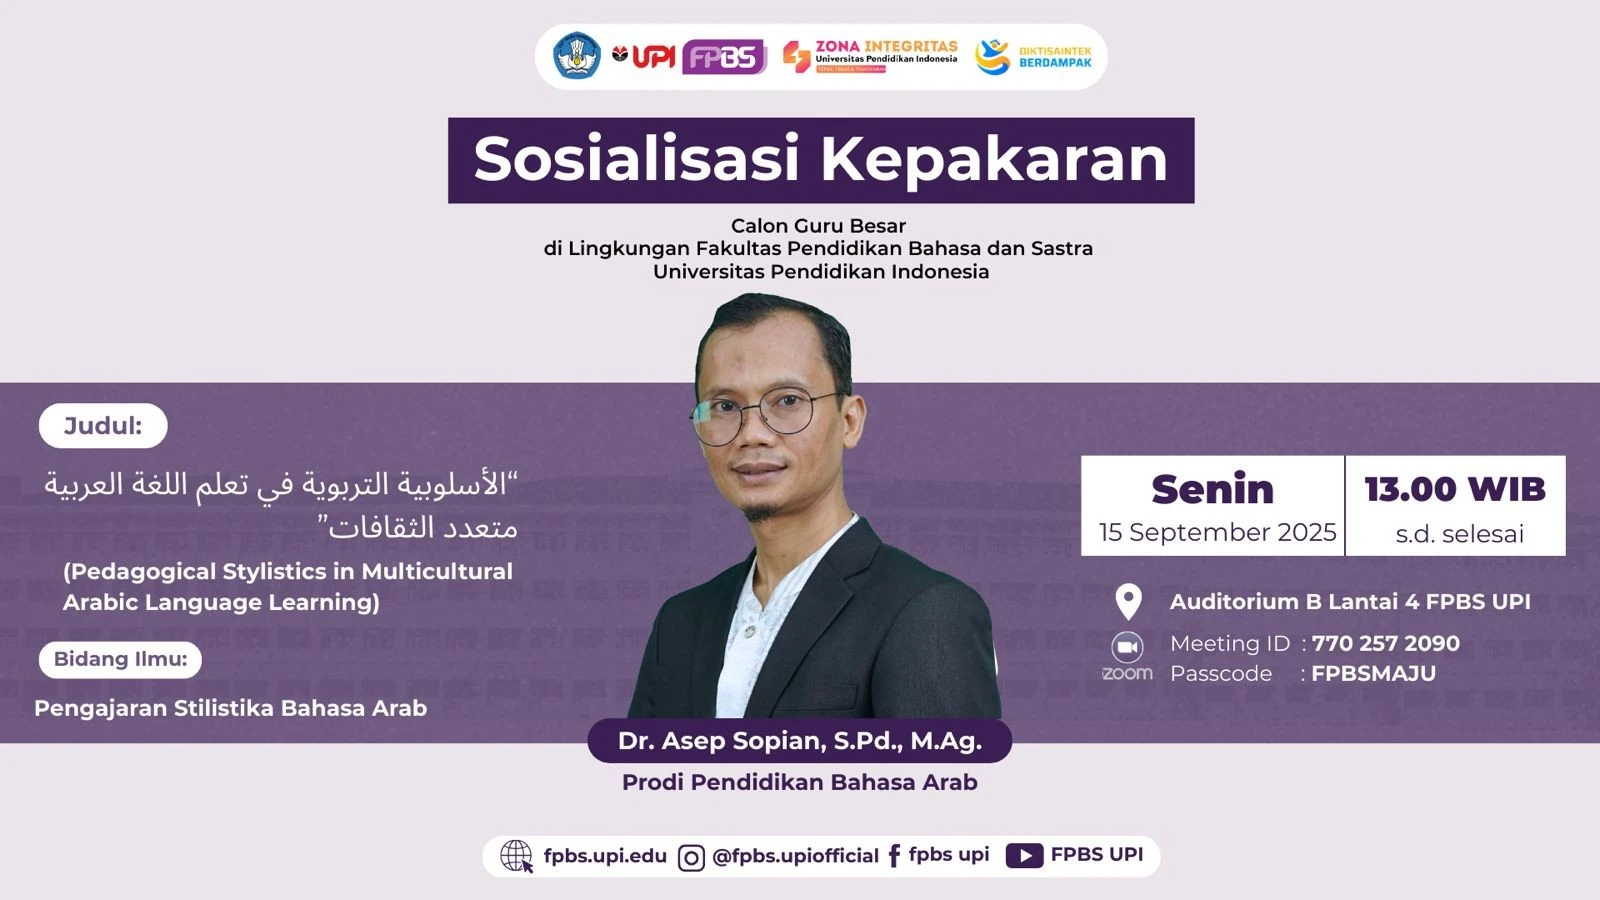 UPI FPBS
ZONA INTEGRITAS
Universitas Pendidikan Indonesia
DIKTISAINTEK
BERDAMPAK
Sosialisasi Kepakaran
Calon Guru Besar
di Lingkungan Fakultas Pendidikan Bahasa dan Sastra
Universitas Pendidikan Indonesia
Judul:
“الأسلوبية التربوية في تعلم اللغة العربية
متعدد الثقافات”
(Pedagogical Stylistics in Multicultural
Arabic Language Learning)
Bidang Ilmu:
Pengajaran Stilistika Bahasa Arab
Dr. Asep Sopian, S.Pd., M.Ag.
Prodi Pendidikan Bahasa Arab
Senin
15 September 2025
13.00 WIB
s.d. selesai
Auditorium B Lantai 4 FPBS UPI
zoom
Meeting ID : 770 257 2090
Passcode : FPBSMAJU
fpbs.upi.edu @fpbs.upiofficial fpbs upi FPBS UPI